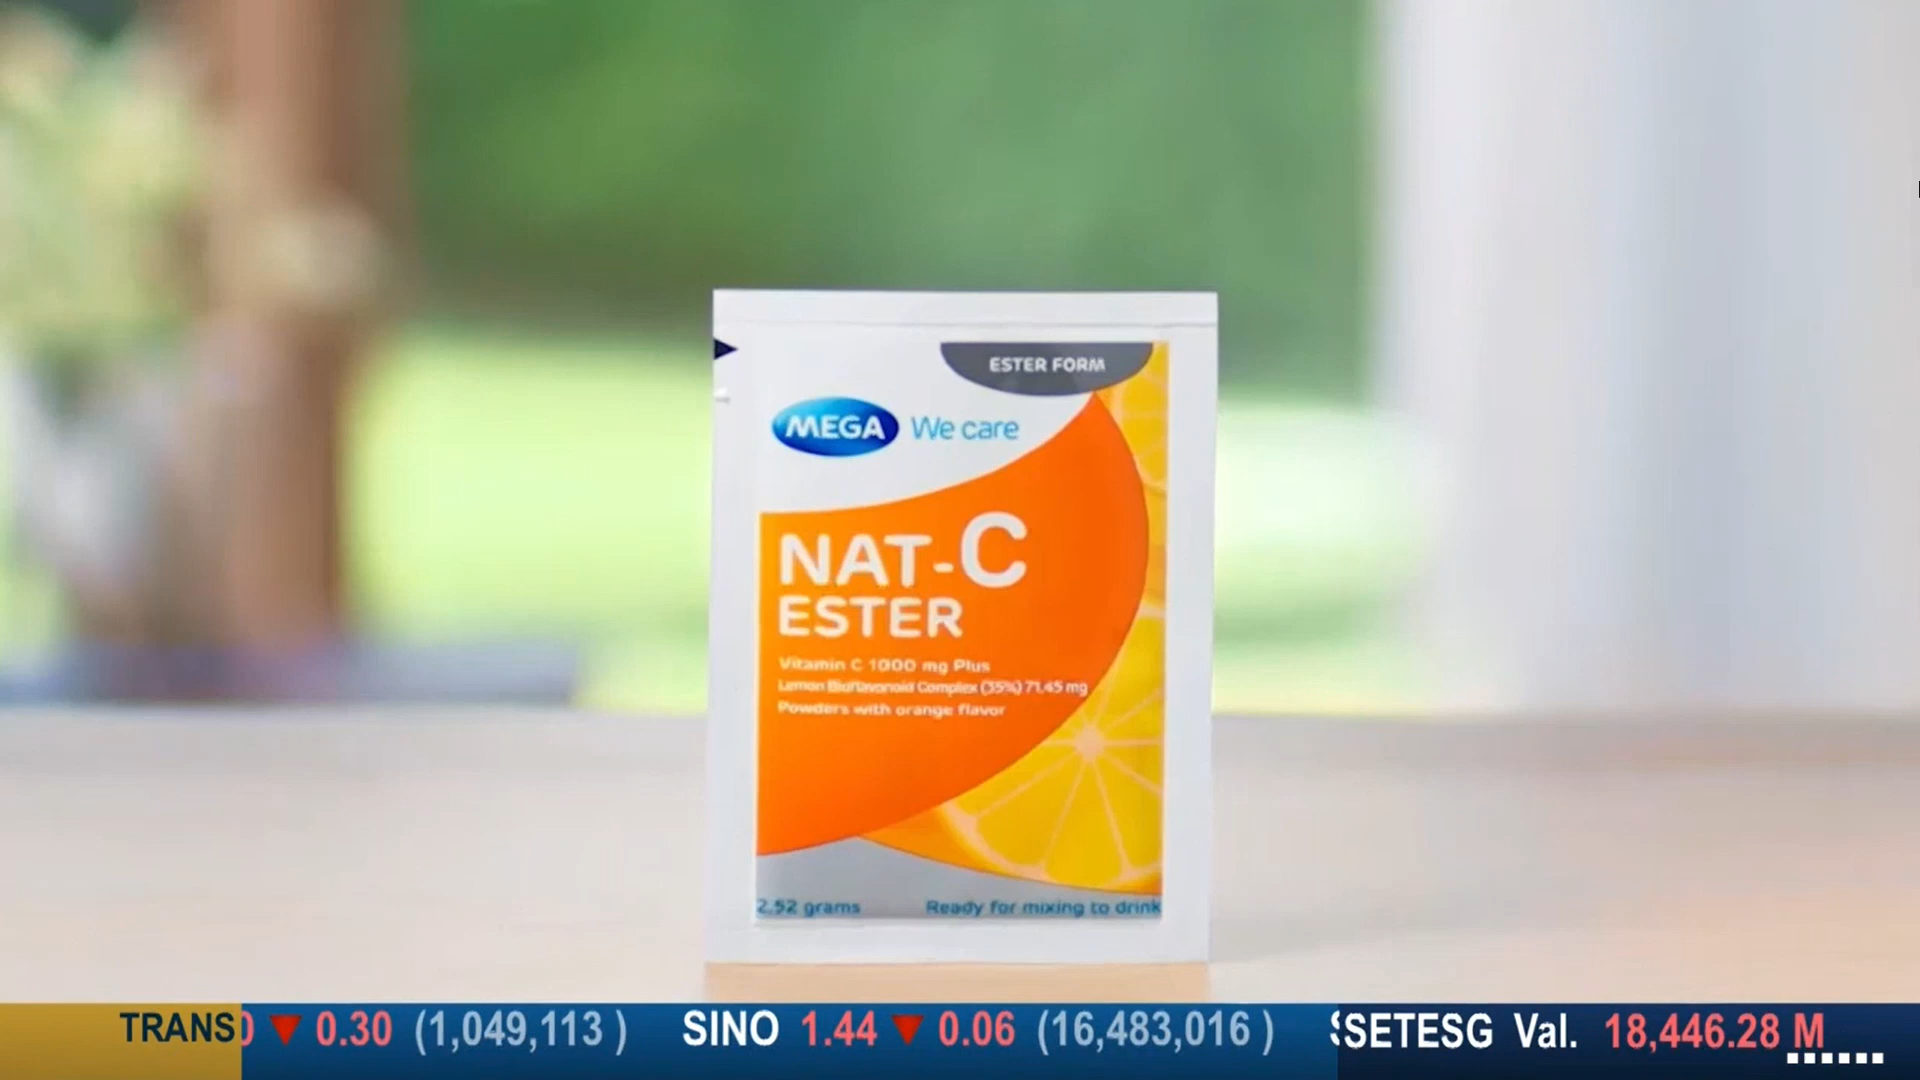 ESTER FORM
MEGA We care
NAT-C
ESTER
Vitamin C 1000 mg Plus
Lemon Bioflavonoid Complex (35%) 71.45 mg
Powders with orange flavor
2.52 grams Ready for mixing to drink
TRANS ▼ 0.30 (1,049,113 ) SINO 1.44 ▼ 0.06 (16,483,016 ) SETESG Val. 18,446.28 M